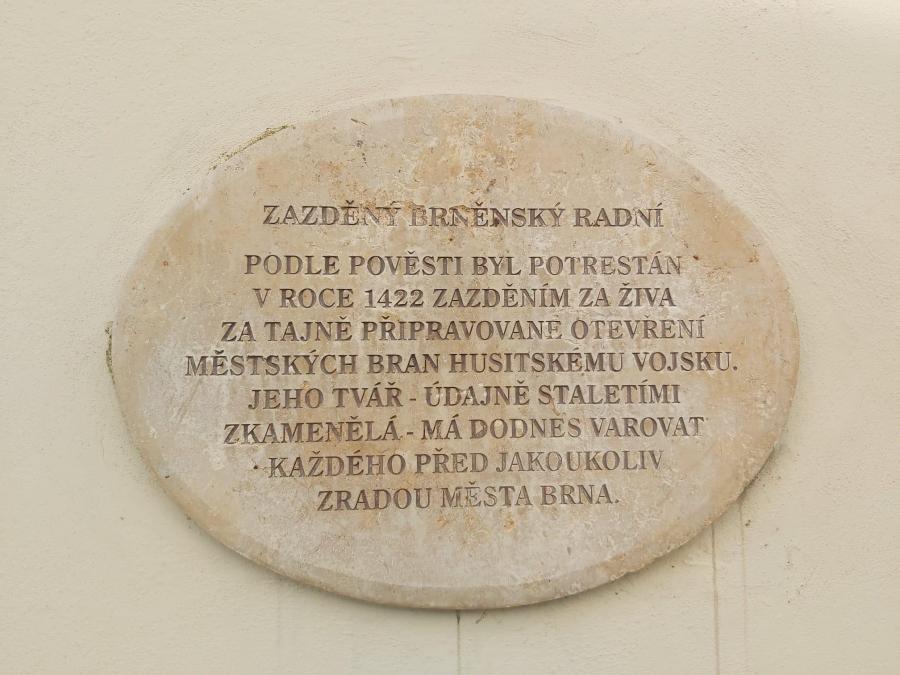 ZAZDĚNÝ BRNĚNSKÝ RADNÍ
PODLE POVĚSTI BYL POTRESTÁN
V ROCE 1422 ZAZDĚNÍM ZA ŽIVA
ZA TAJNĚ PŘIPRAVOVANÉ OTEVŘENÍ
MĚSTSKÝCH BRAN HUSITSKÉMU VOJSKU.
JEHO TVÁŘ - ÚDAJNĚ STALETÍMI
ZKAMENĚLÁ - MÁ DODNES VAROVAT
KAŽDÉHO PŘED JAKOUKOLIV
ZRADOU MĚSTA BRNA.